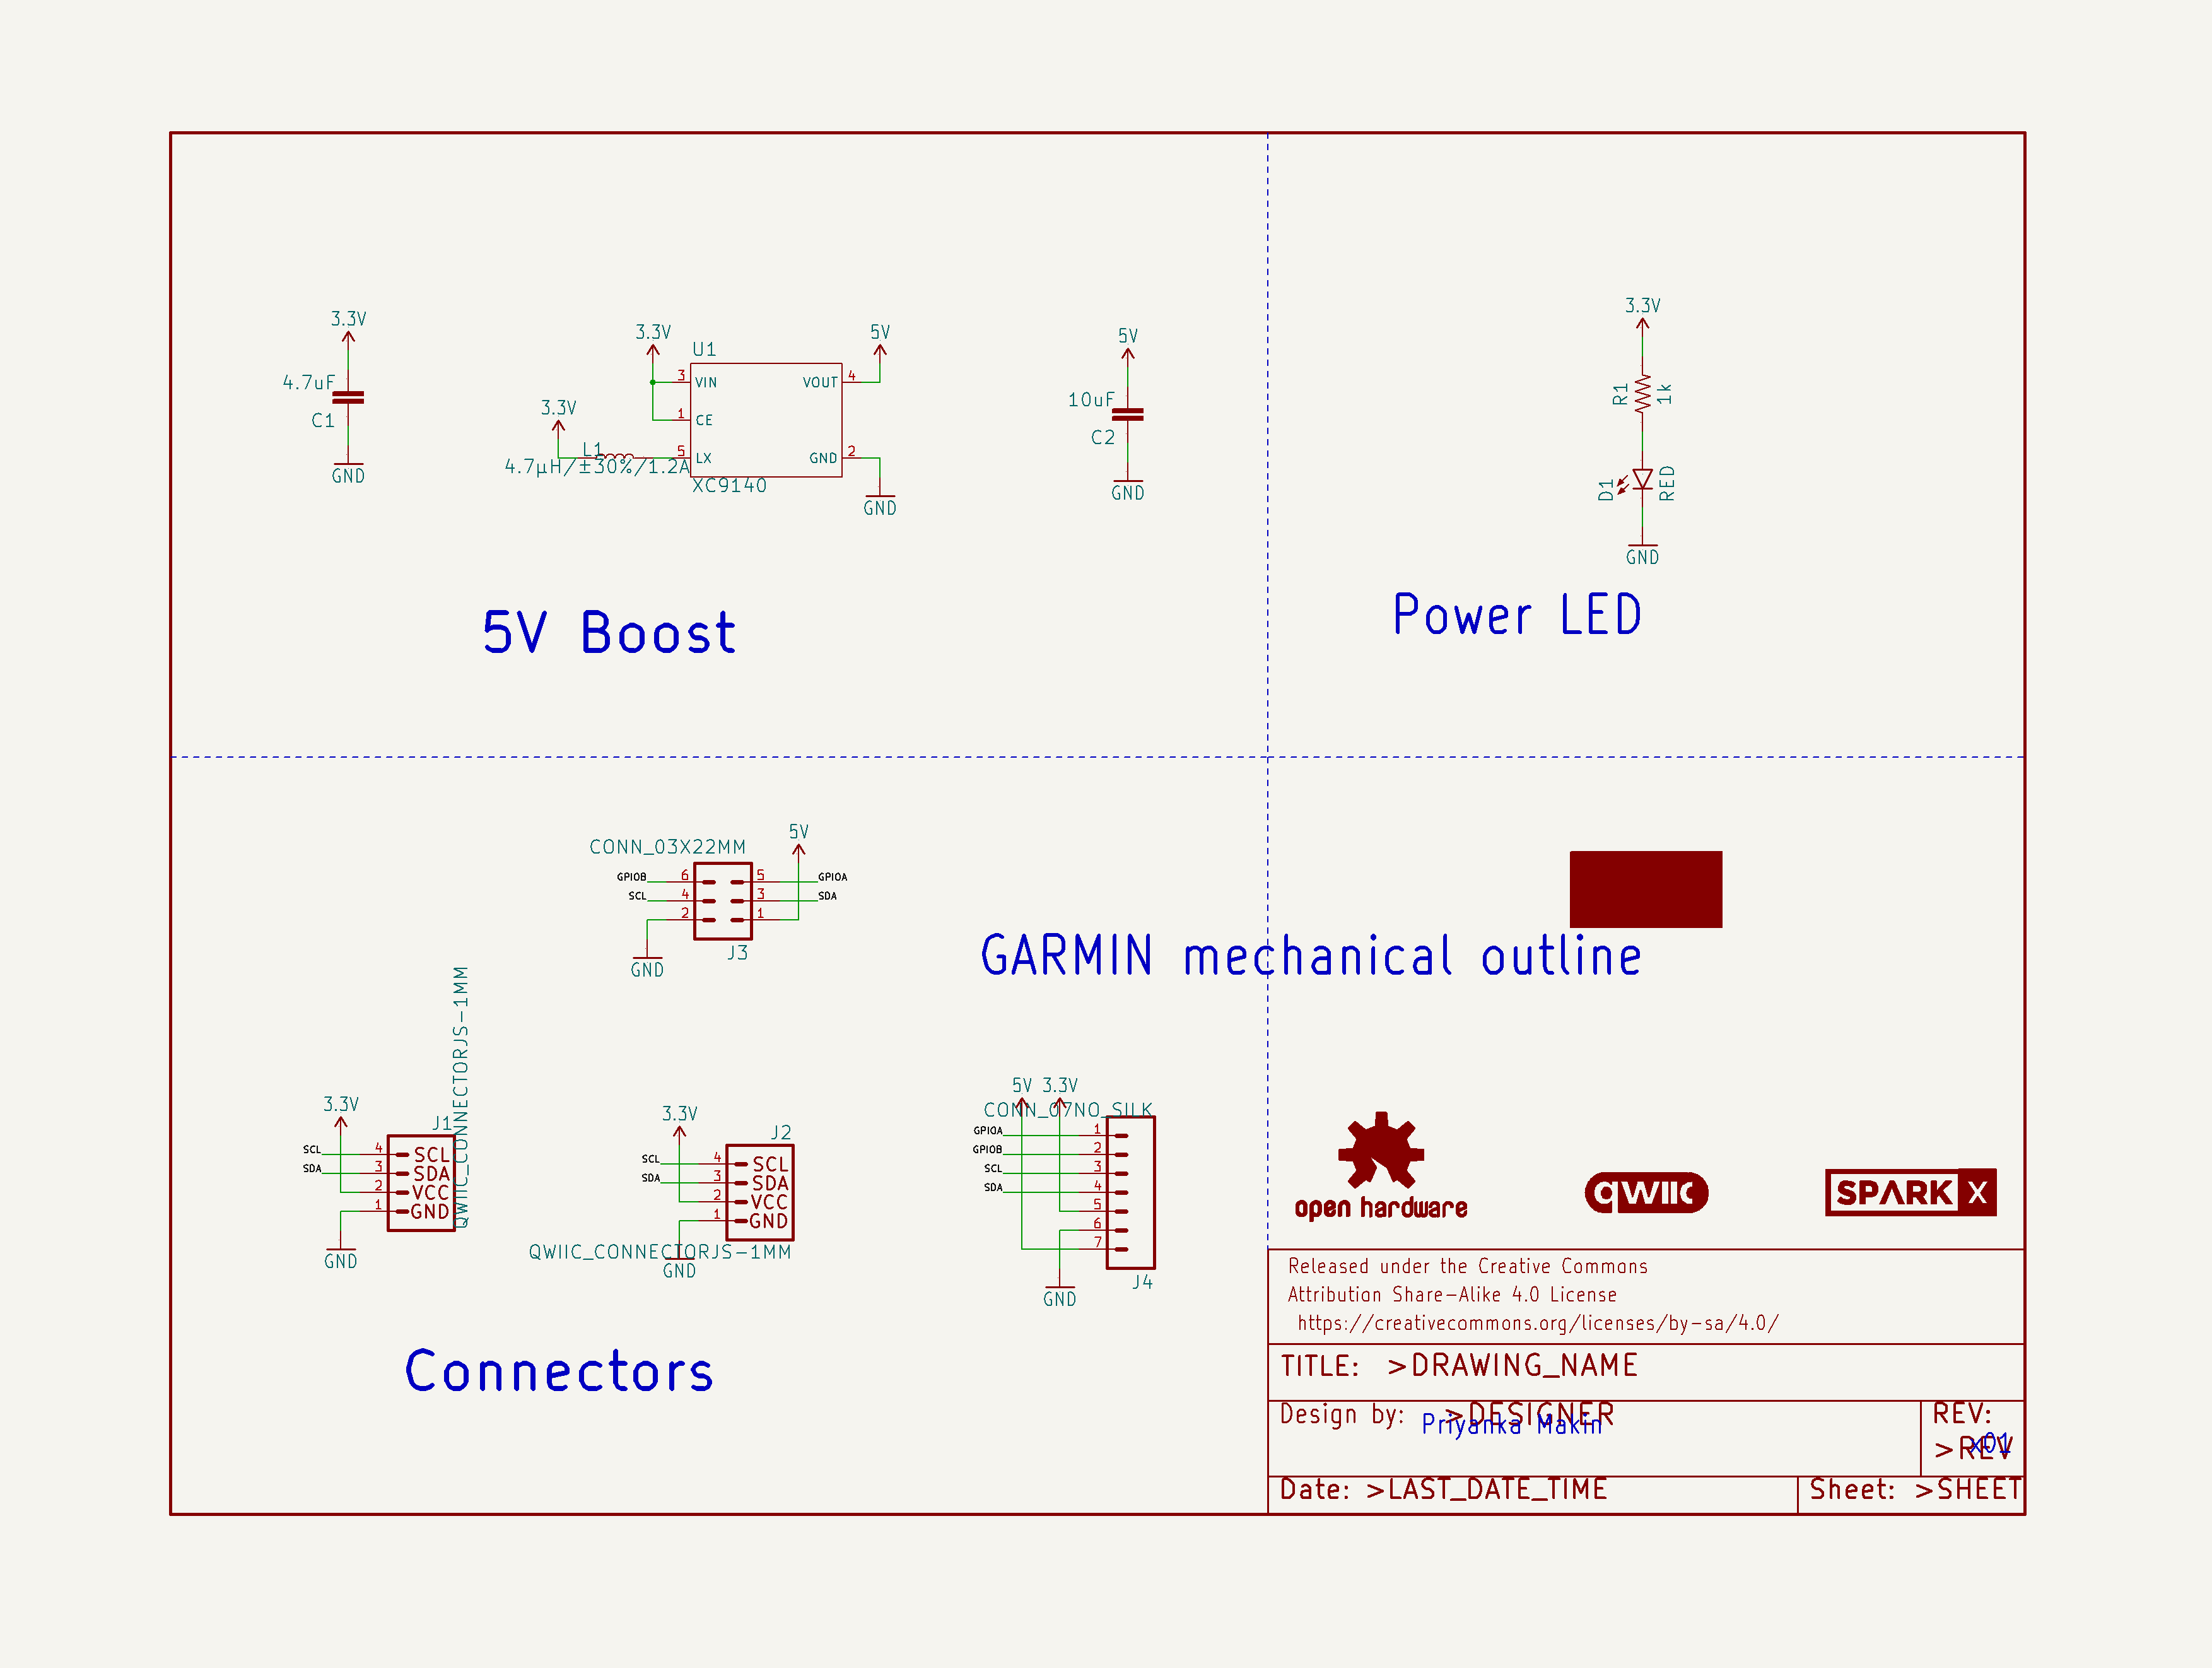 3.3V
4.7uF
C1
GND
3.3V
U1
5V
3 VIN
VOUT 4
1 CE
3.3V
L1
5 LX
GND 2
4.7µH/±30%/1.2A
XC9140
GND
5V
10uF
C2
GND
5V Boost
3.3V
R1
1k
D1
RED
GND
Power LED
CONN_03X22MM
5V
GPIOB 6 5 GPIOA
SCL 4 3 SDA
2 1
J3
GND
GARMIN mechanical outline
3.3V
J1
QWIIC_CONNECTORJS-1MM
SCL 4 SCL
SDA 3 SDA
2 VCC
1 GND
GND
3.3V
J2
SCL 4 SCL
SDA 3 SDA
2 VCC
1 GND
QWIIC_CONNECTORJS-1MM
GND
5V 3.3V
CONN_07NO_SILK
GPIOA 1
GPIOB 2
SCL 3
SDA 4
5
6
7
J4
GND
Connectors
open hardware
qwiic
SPARK X
Released under the Creative Commons
Attribution Share-Alike 4.0 License
https://creativecommons.org/licenses/by-sa/4.0/
TITLE: >DRAWING_NAME
Design by: >DESIGNER
Priyanka Makin
REV:
>REV
x01
Date: >LAST_DATE_TIME
Sheet: >SHEET